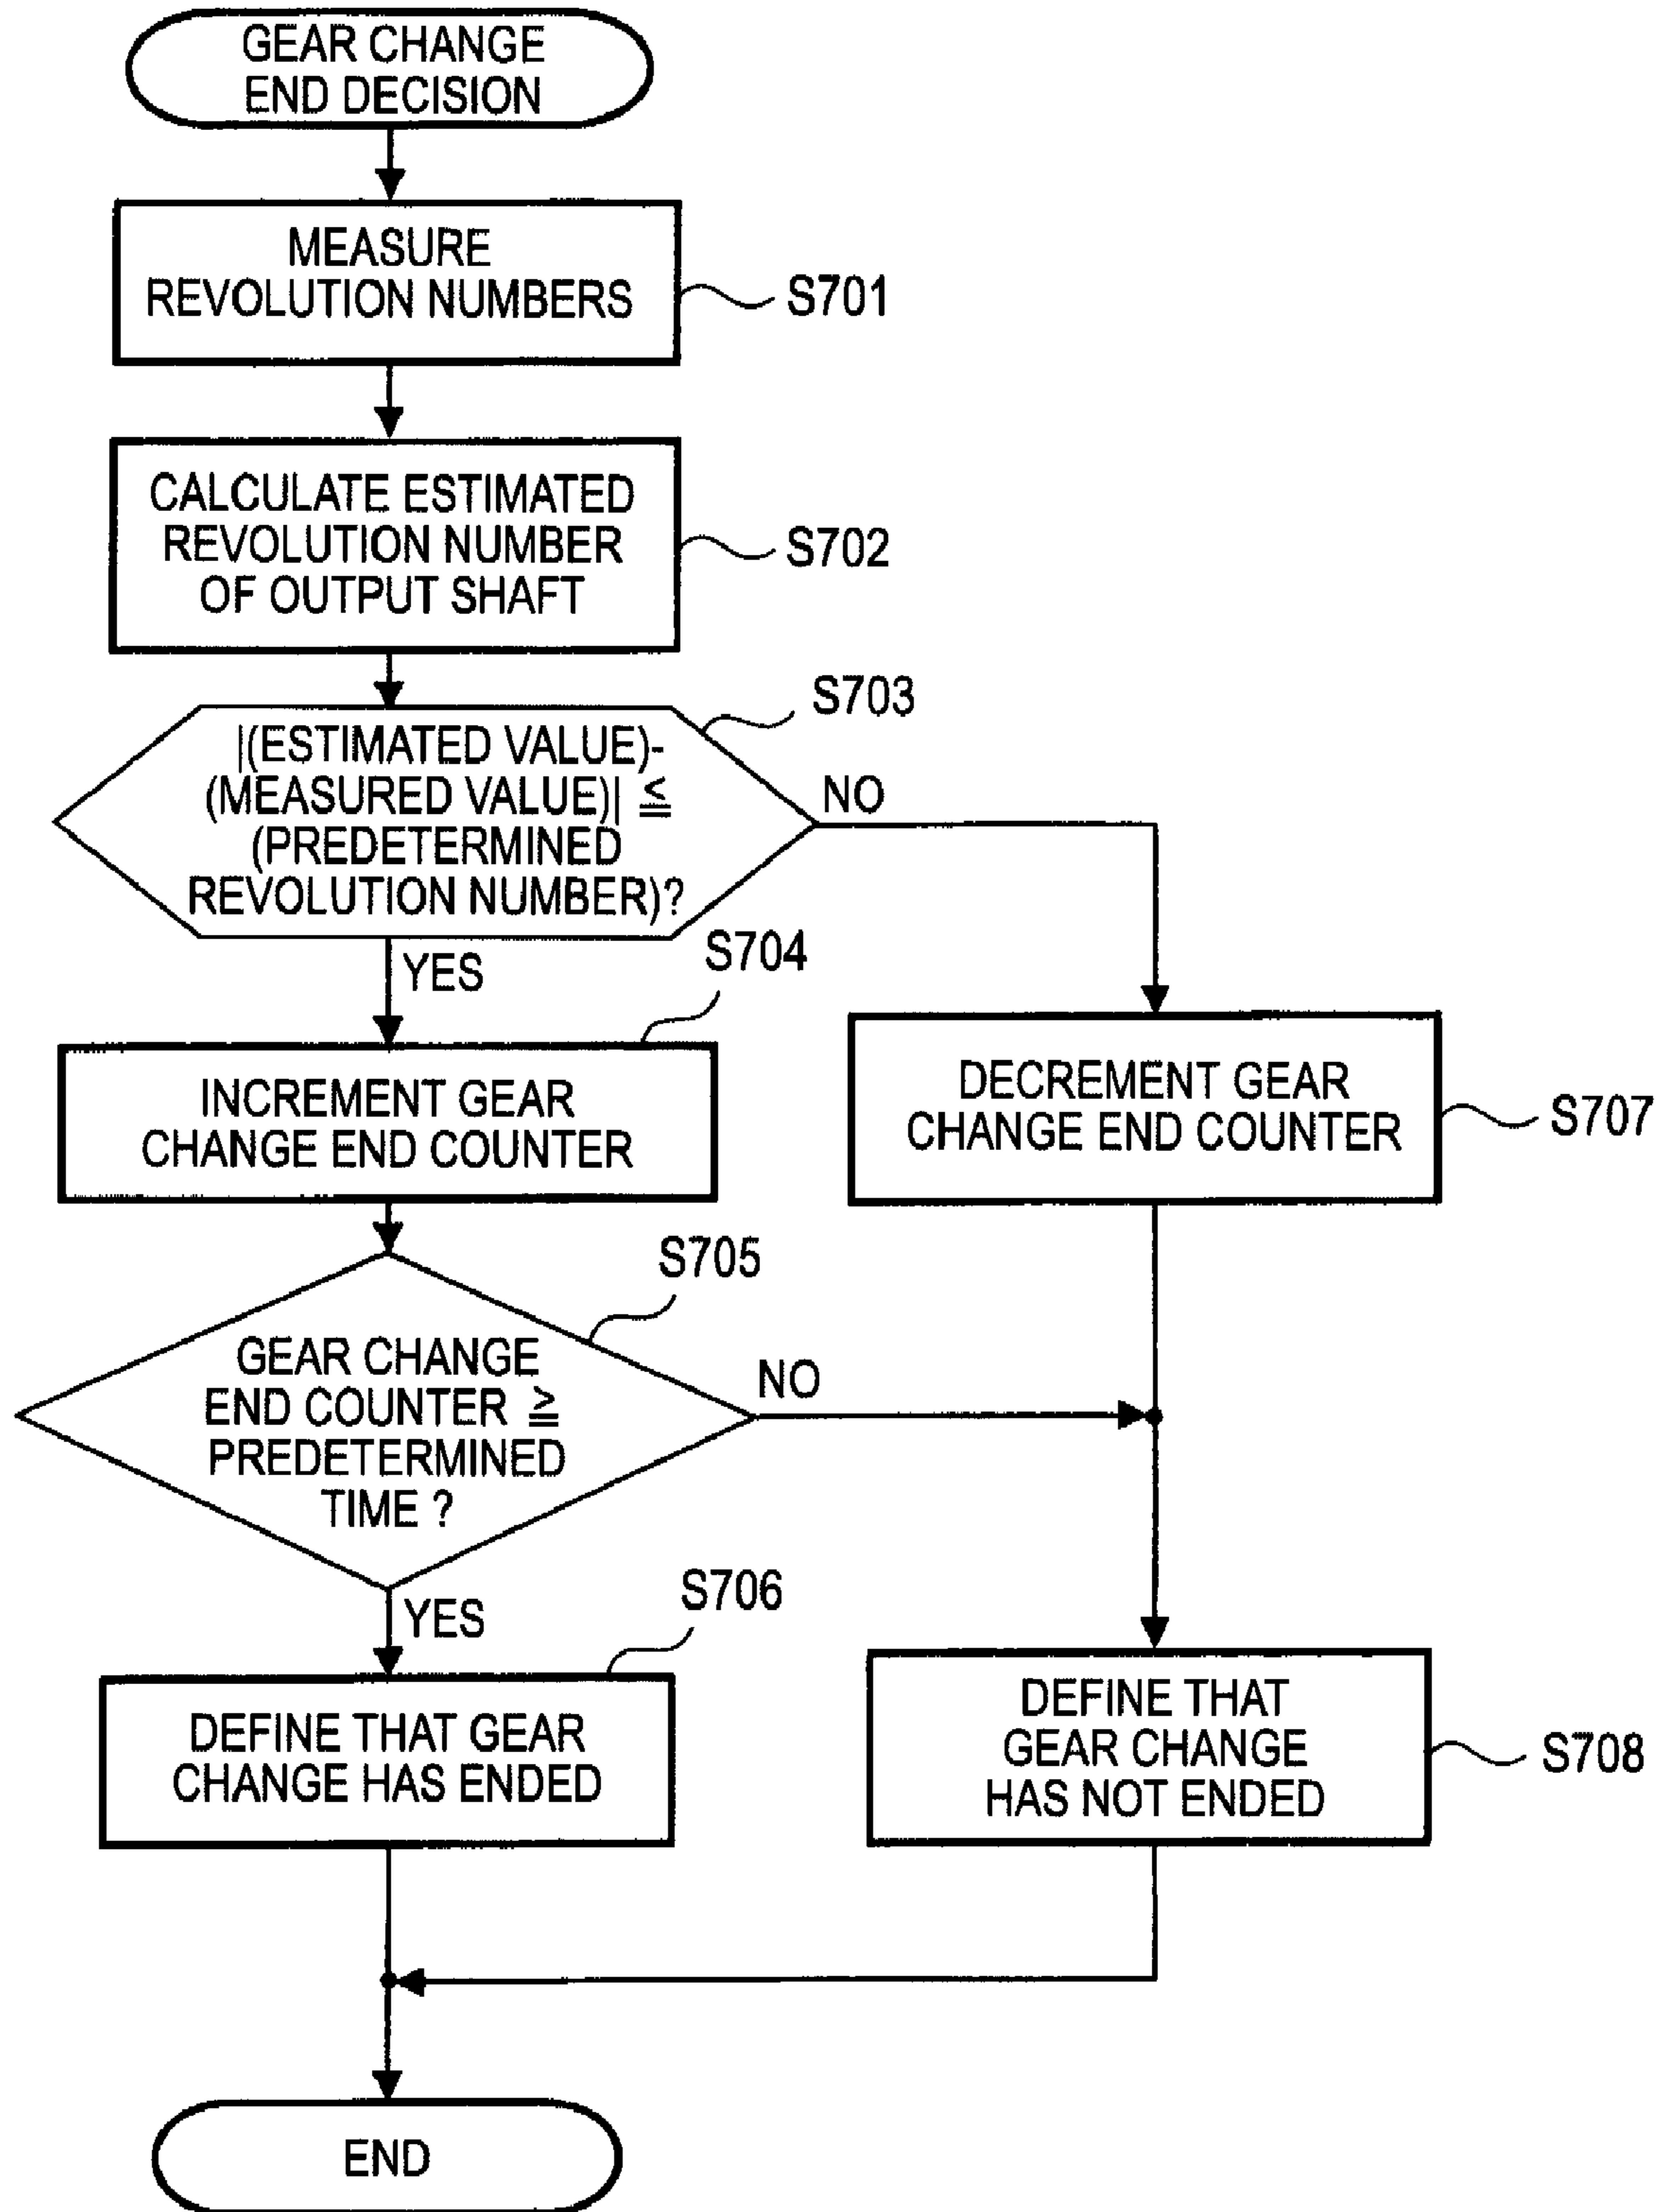 GEAR CHANGE
END DECISION
MEASURE
REVOLUTION NUMBERS
S701
CALCULATE ESTIMATED
REVOLUTION NUMBER
OF OUTPUT SHAFT
S702
S703
|(ESTIMATED VALUE)-
(MEASURED VALUE)| ≦
(PREDETERMINED
REVOLUTION NUMBER)?
NO
YES
S704
INCREMENT GEAR
CHANGE END COUNTER
DECREMENT GEAR
CHANGE END COUNTER
S707
S705
GEAR CHANGE
END COUNTER ≧
PREDETERMINED
TIME ?
NO
YES
S706
DEFINE THAT GEAR
CHANGE HAS ENDED
DEFINE THAT
GEAR CHANGE
HAS NOT ENDED
S708
END